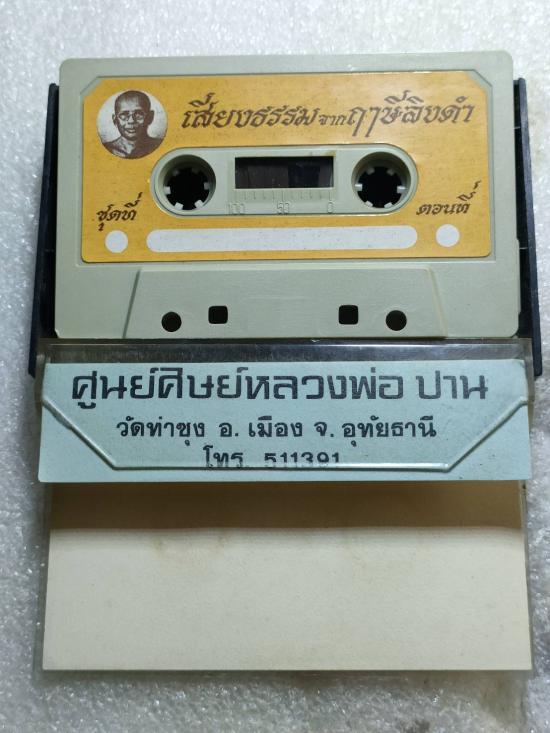 เสียงธรรมจากฤาษีลิงดำ
100 50 0
ชุดที่ ตอนที่
ศูนย์ศิษย์หลวงพ่อ ปาน
วัดท่าซุง อ. เมือง จ. อุทัยธานี
โทร. 511391